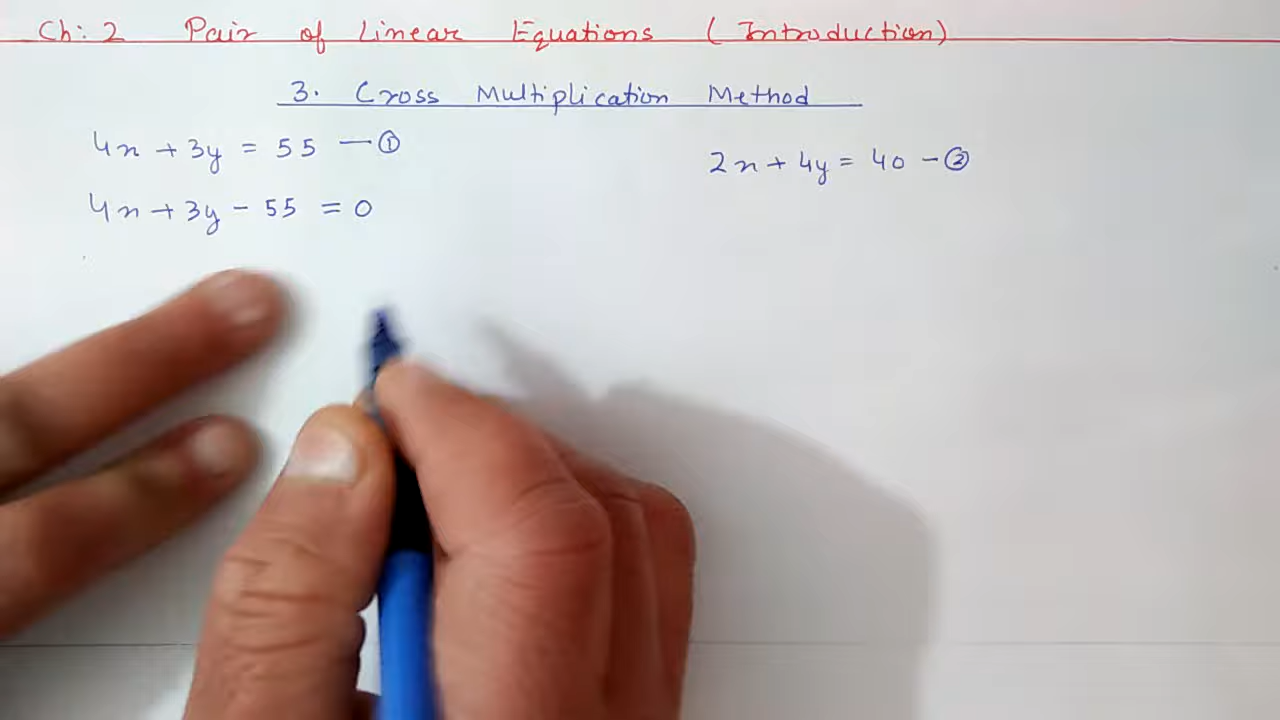 Ch: 2 Pair of Linear Equations (Introduction)
3. Cross Multiplication Method
4x + 3y = 55 — ①
2x + 4y = 40 – ②
4x + 3y - 55 = 0